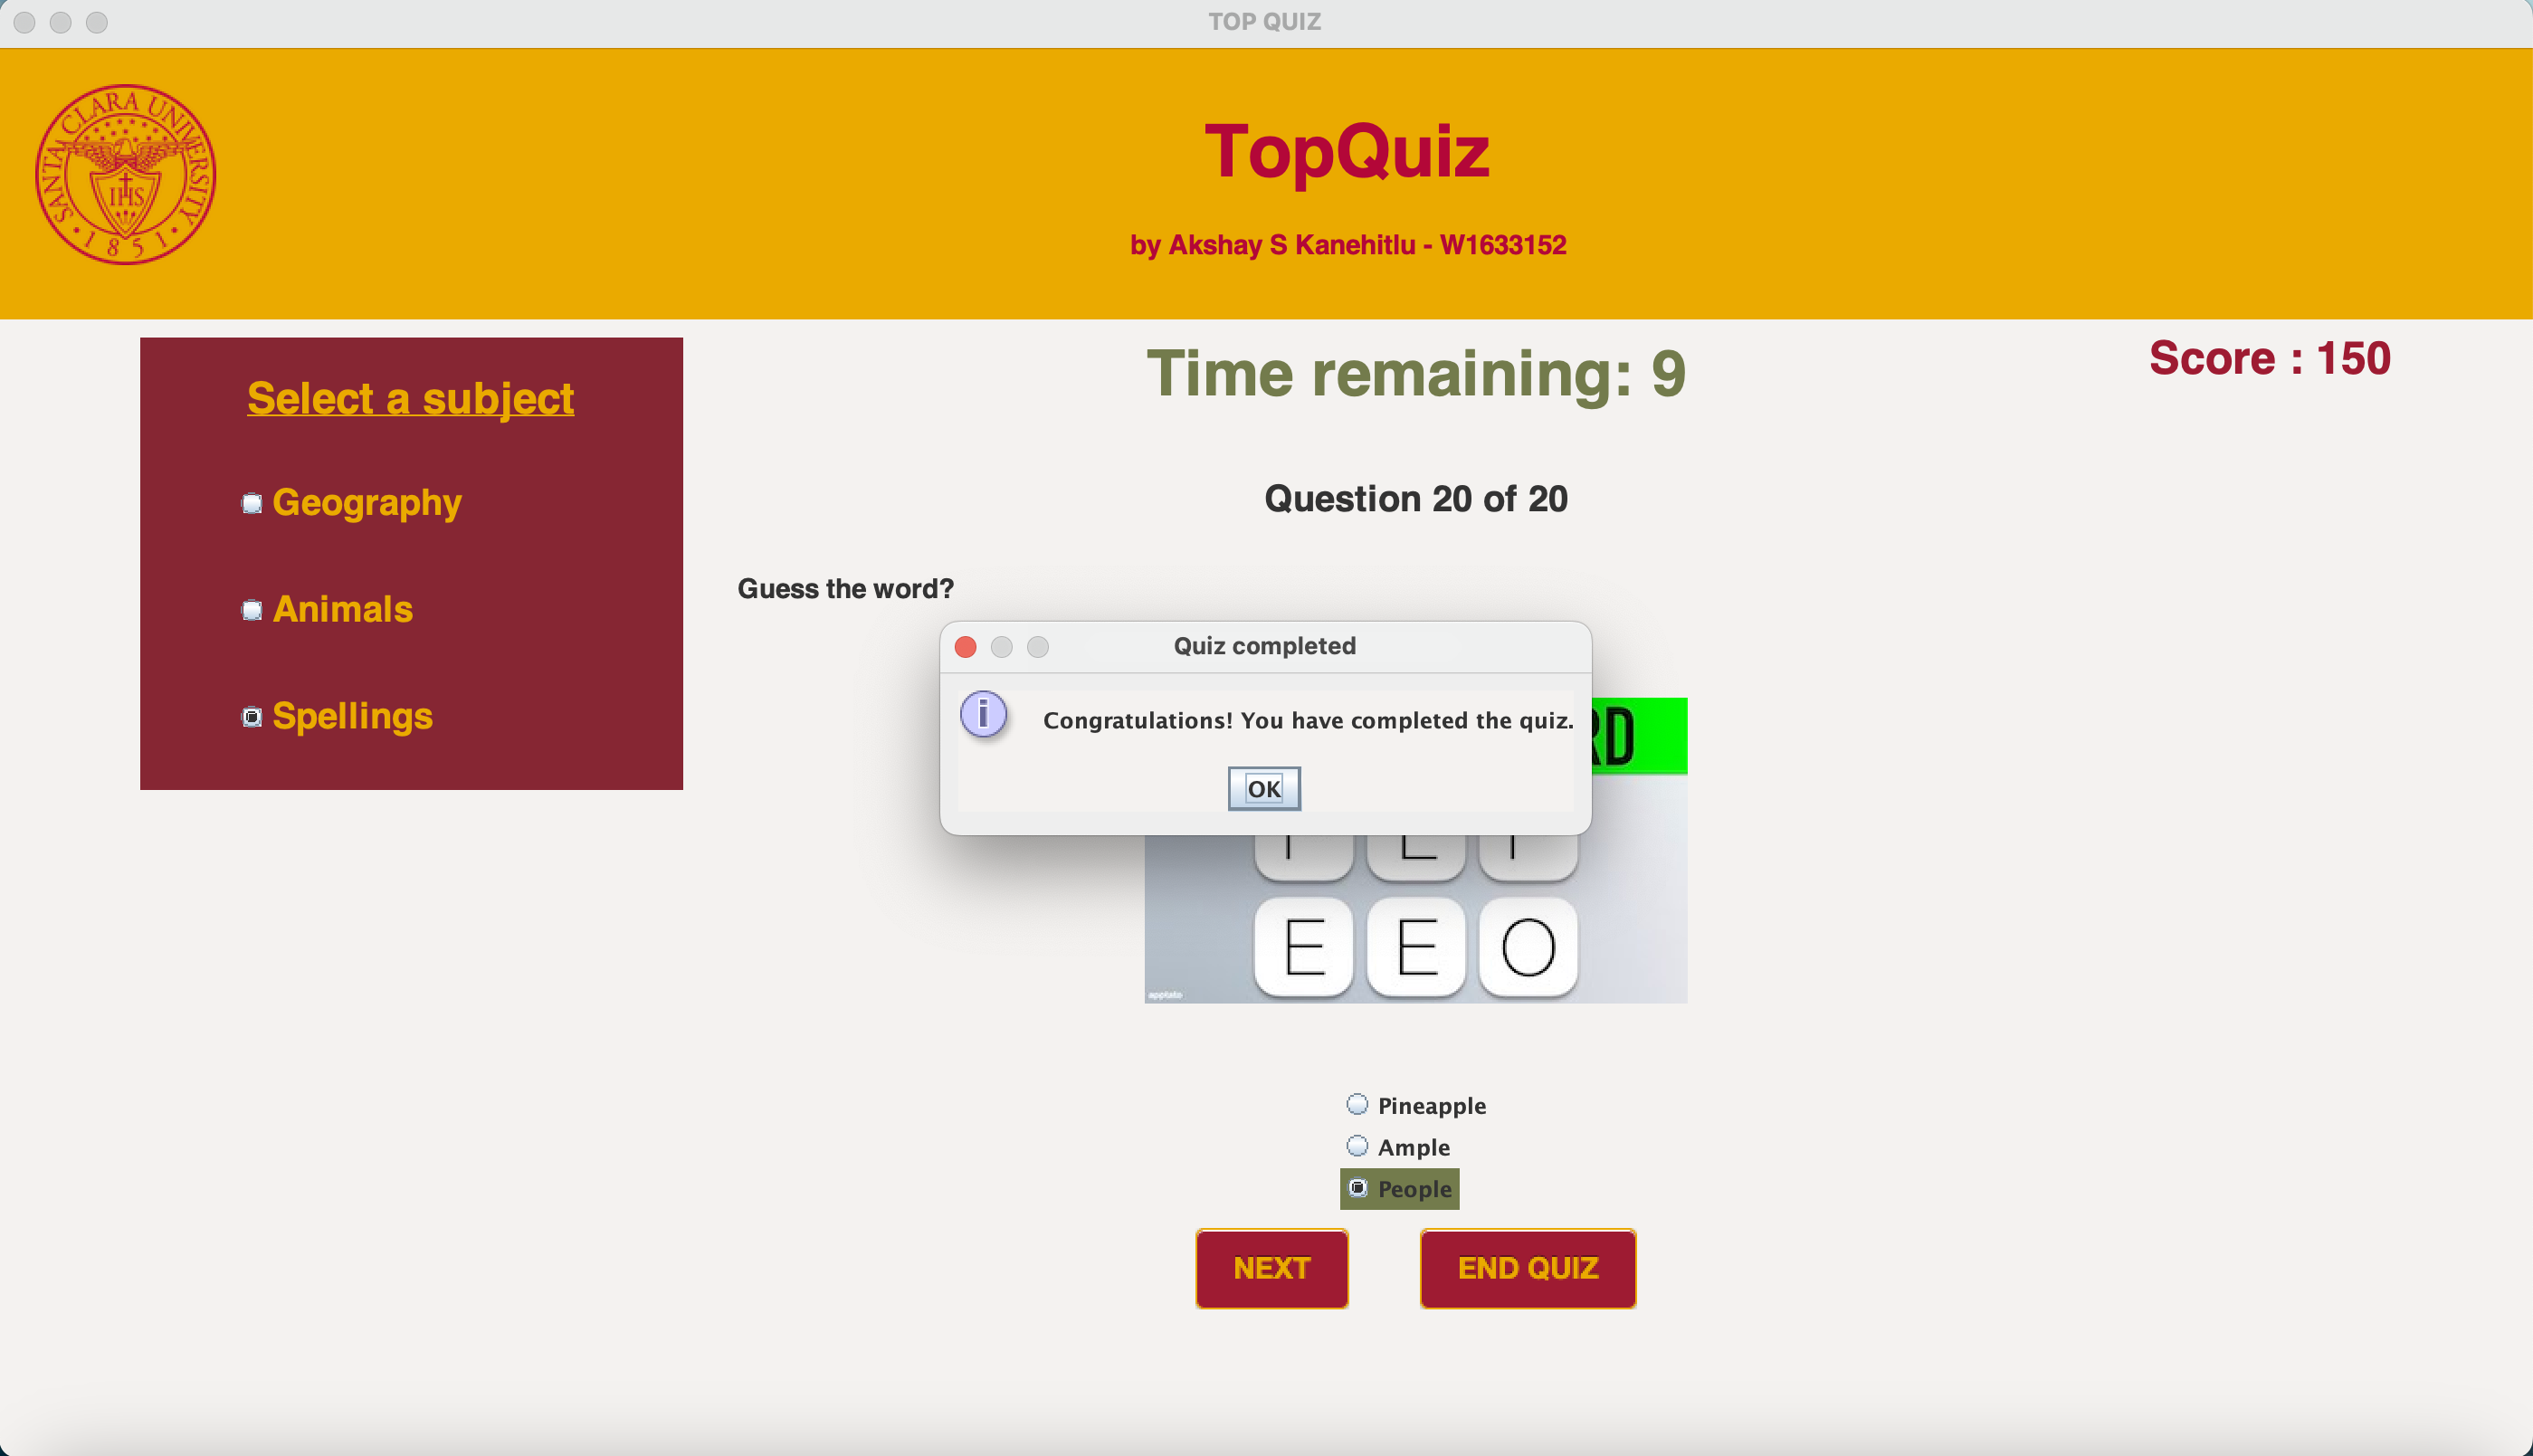 TOP QUIZ
SANTA CLARA UNIVERSITY
IHS
1851
TopQuiz
by Akshay S Kanehitlu - W1633152
Select a subject
Geography
Animals
Spellings
Time remaining: 9
Score : 150
Question 20 of 20
Guess the word?
Quiz completed
i
Congratulations! You have completed the quiz.
OK
E E O
apptato
Pineapple
Ample
People
NEXT
END QUIZ